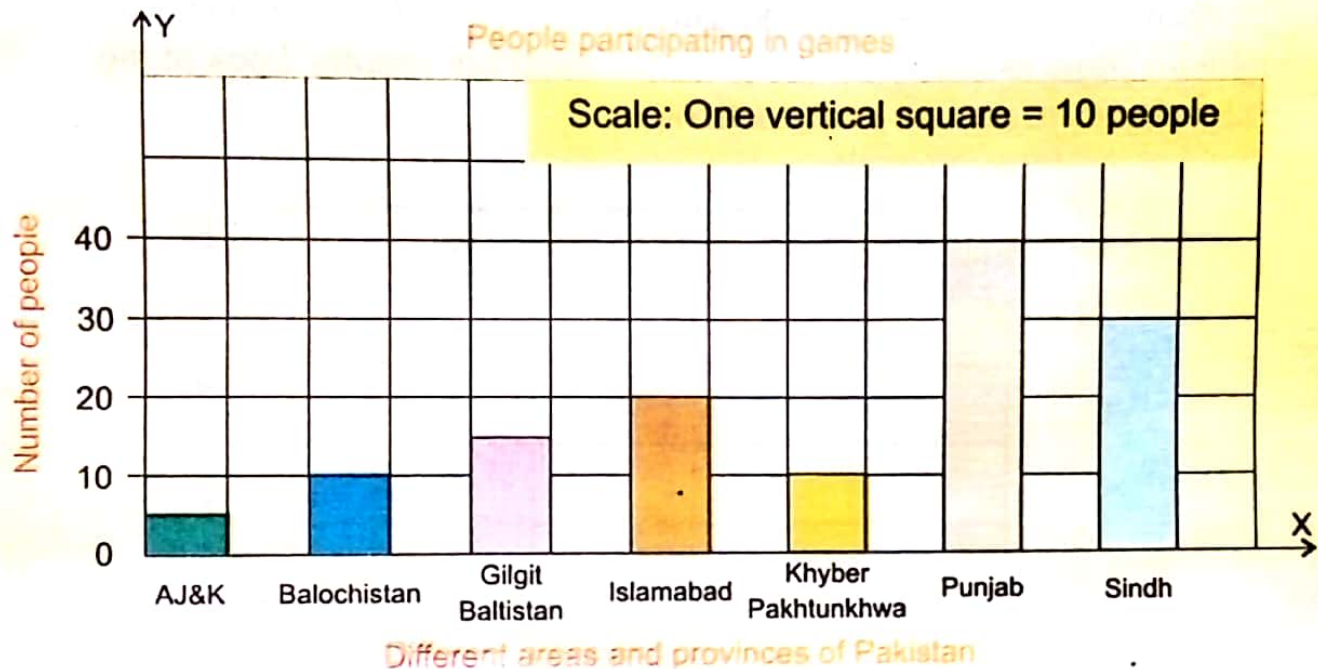 Y
People participating in games
Scale: One vertical square = 10 people
Number of people
40
30
20
10
0
X
AJ&K
Balochistan
Gilgit
Baltistan
Islamabad
Khyber
Pakhtunkhwa
Punjab
Sindh
Different areas and provinces of Pakistan